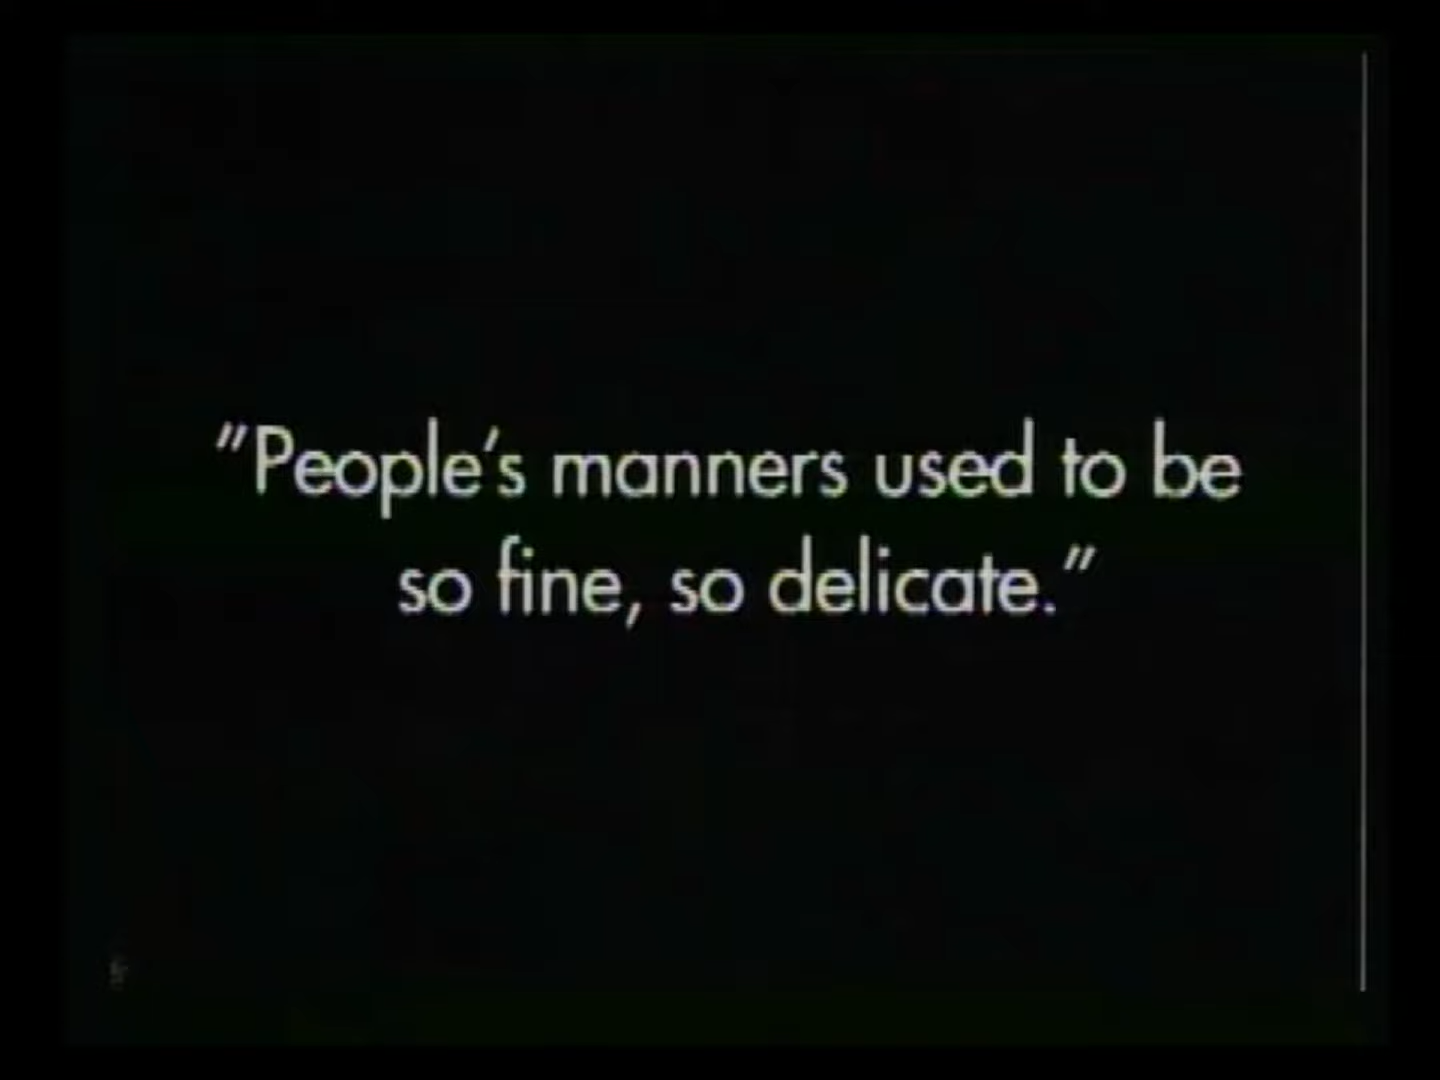 "People's manners used to be
so fine, so delicate."